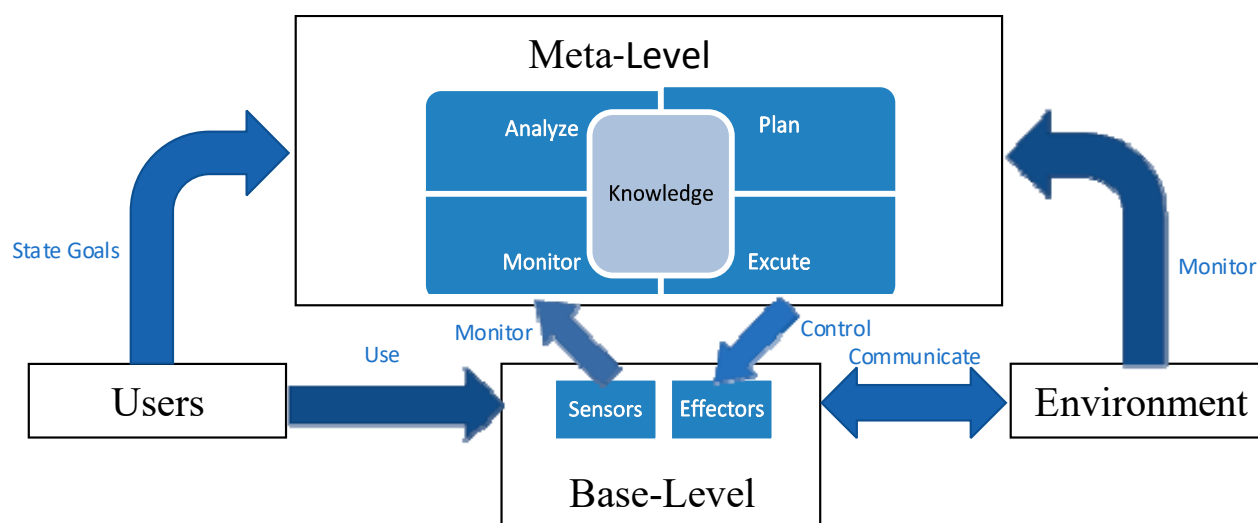 Meta-Level
Analyze
Plan
Knowledge
Monitor
Excute
State Goals
Monitor
Monitor
Control
Use
Communicate
Users
Sensors
Effectors
Environment
Base-Level